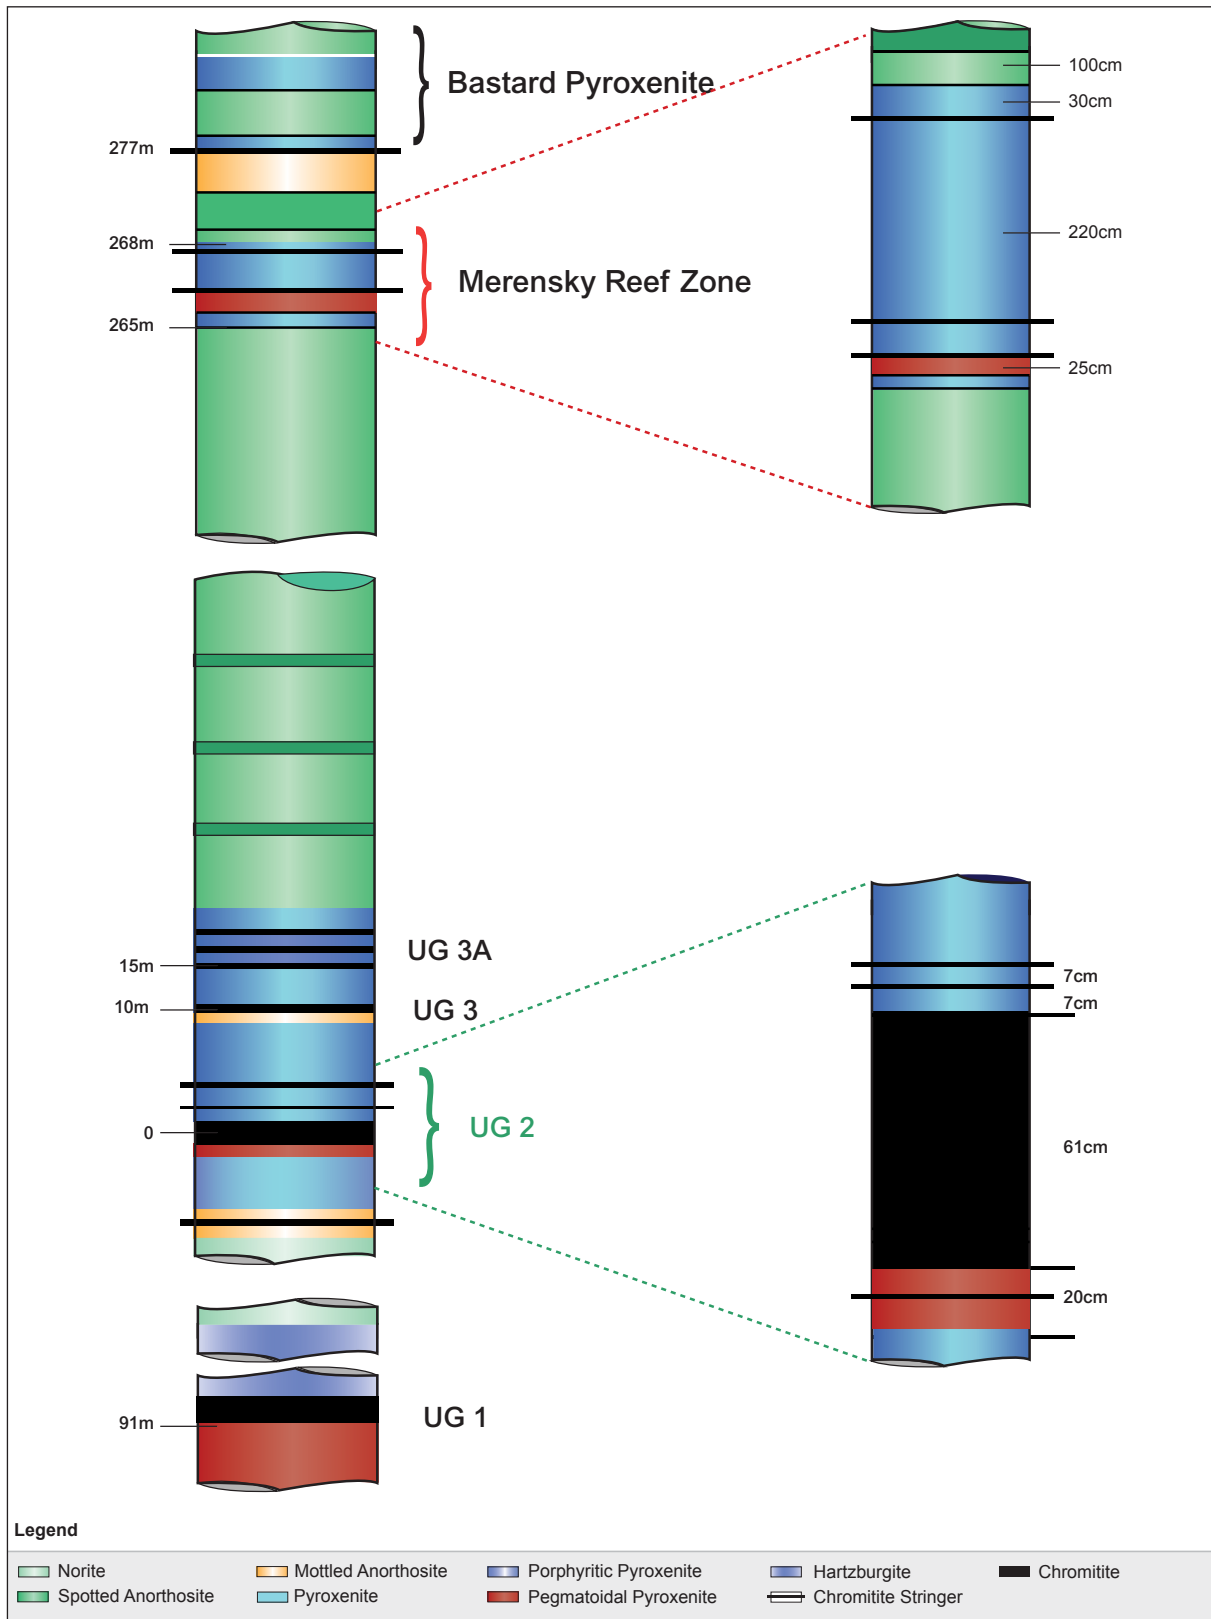 Bastard Pyroxenite
277m
268m
Merensky Reef Zone
265m
100cm
30cm
220cm
25cm
UG 3A
15m
10m
UG 3
UG 2
0
7cm
7cm
61cm
20cm
91m
UG 1
Legend
Norite
Mottled Anorthosite
Porphyritic Pyroxenite
Hartzburgite
Chromitite
Spotted Anorthosite
Pyroxenite
Pegmatoidal Pyroxenite
Chromitite Stringer